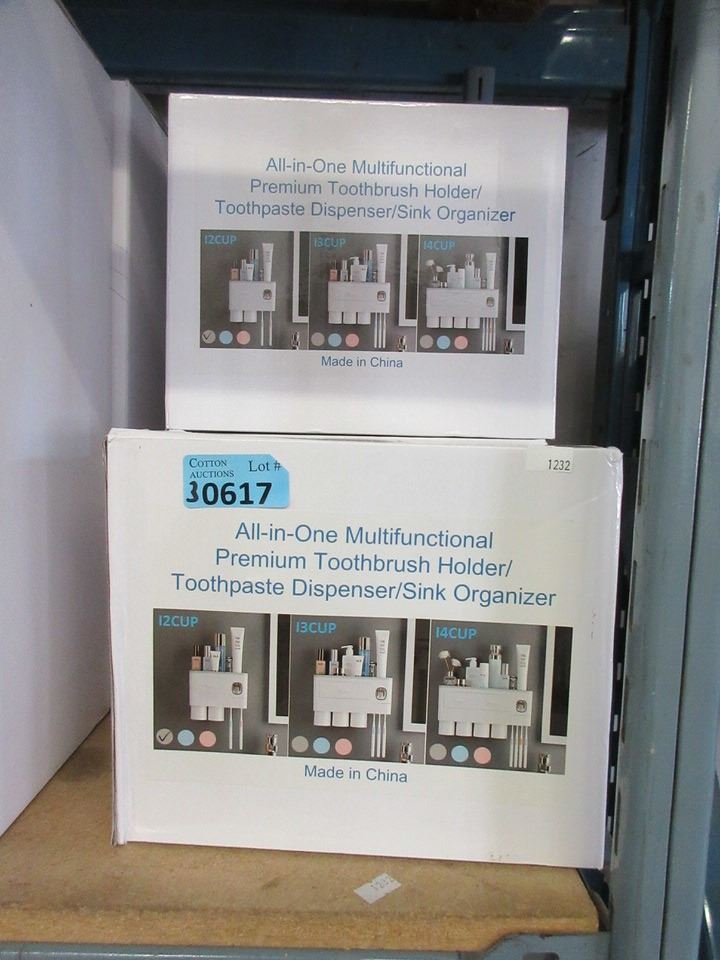 All-in-One Multifunctional
Premium Toothbrush Holder/
Toothpaste Dispenser/Sink Organizer
I2CUP I3CUP I4CUP
Made in China
COTTON AUCTIONS Lot #
30617
1232
All-in-One Multifunctional
Premium Toothbrush Holder/
Toothpaste Dispenser/Sink Organizer
I2CUP I3CUP I4CUP
Made in China
1232